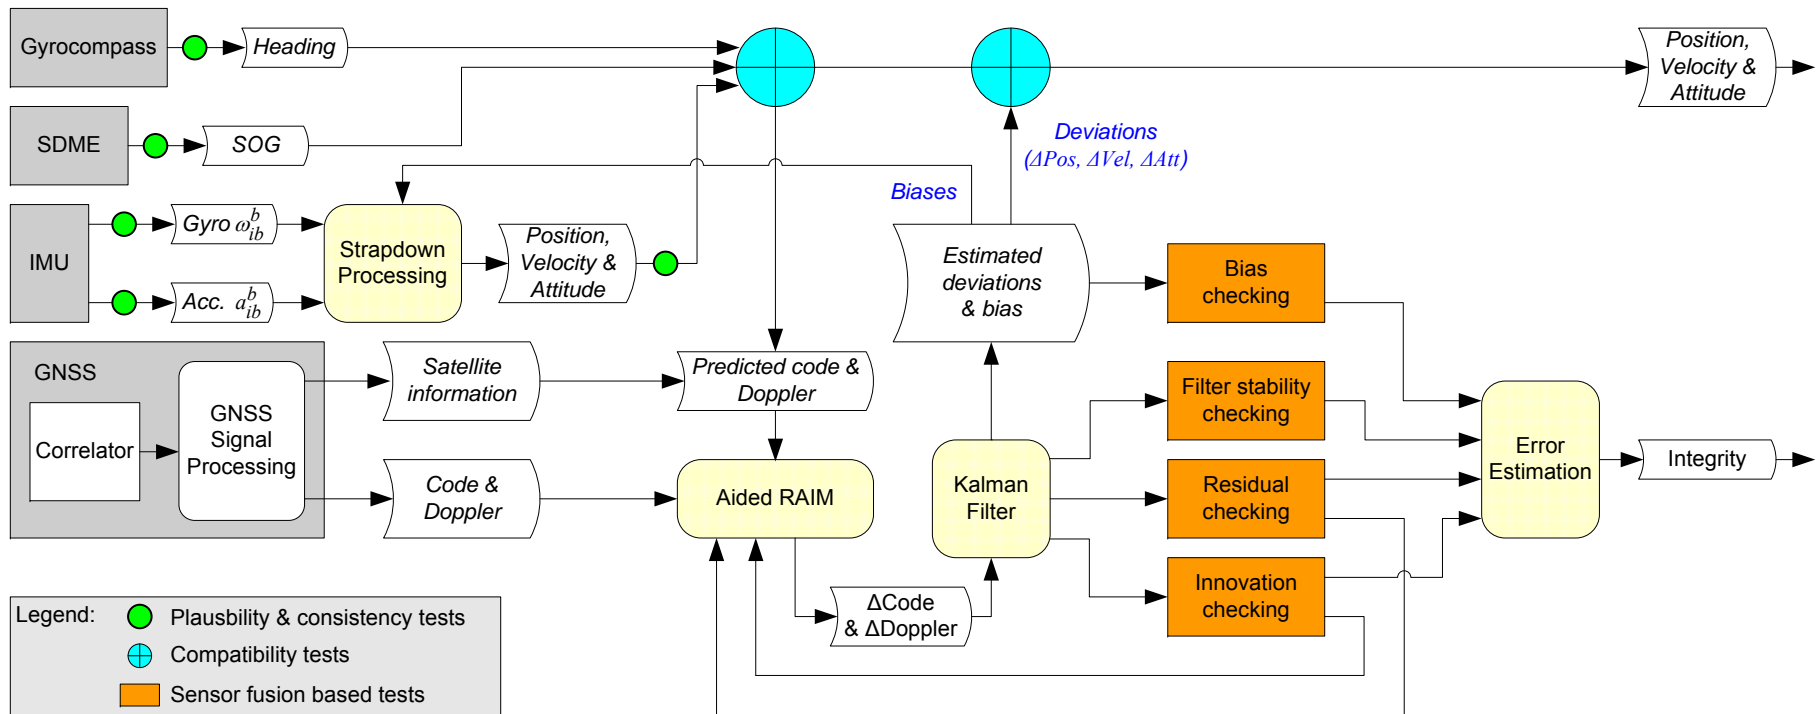 Gyrocompass
Heading
Position,
Velocity &
Attitude
SDME
SOG
Deviations
(ΔPos, ΔVel, ΔAtt)
Biases
IMU
Gyro ω_ib^b
Acc. a_ib^b
Strapdown
Processing
Position,
Velocity &
Attitude
Estimated
deviations
& bias
Bias
checking
GNSS
Correlator
GNSS
Signal
Processing
Satellite
information
Predicted code &
Doppler
Filter stability
checking
Code &
Doppler
Aided RAIM
Kalman
Filter
Residual
checking
Error
Estimation
Integrity
ΔCode
& ΔDoppler
Innovation
checking
Legend:
Plausbility & consistency tests
Compatibility tests
Sensor fusion based tests